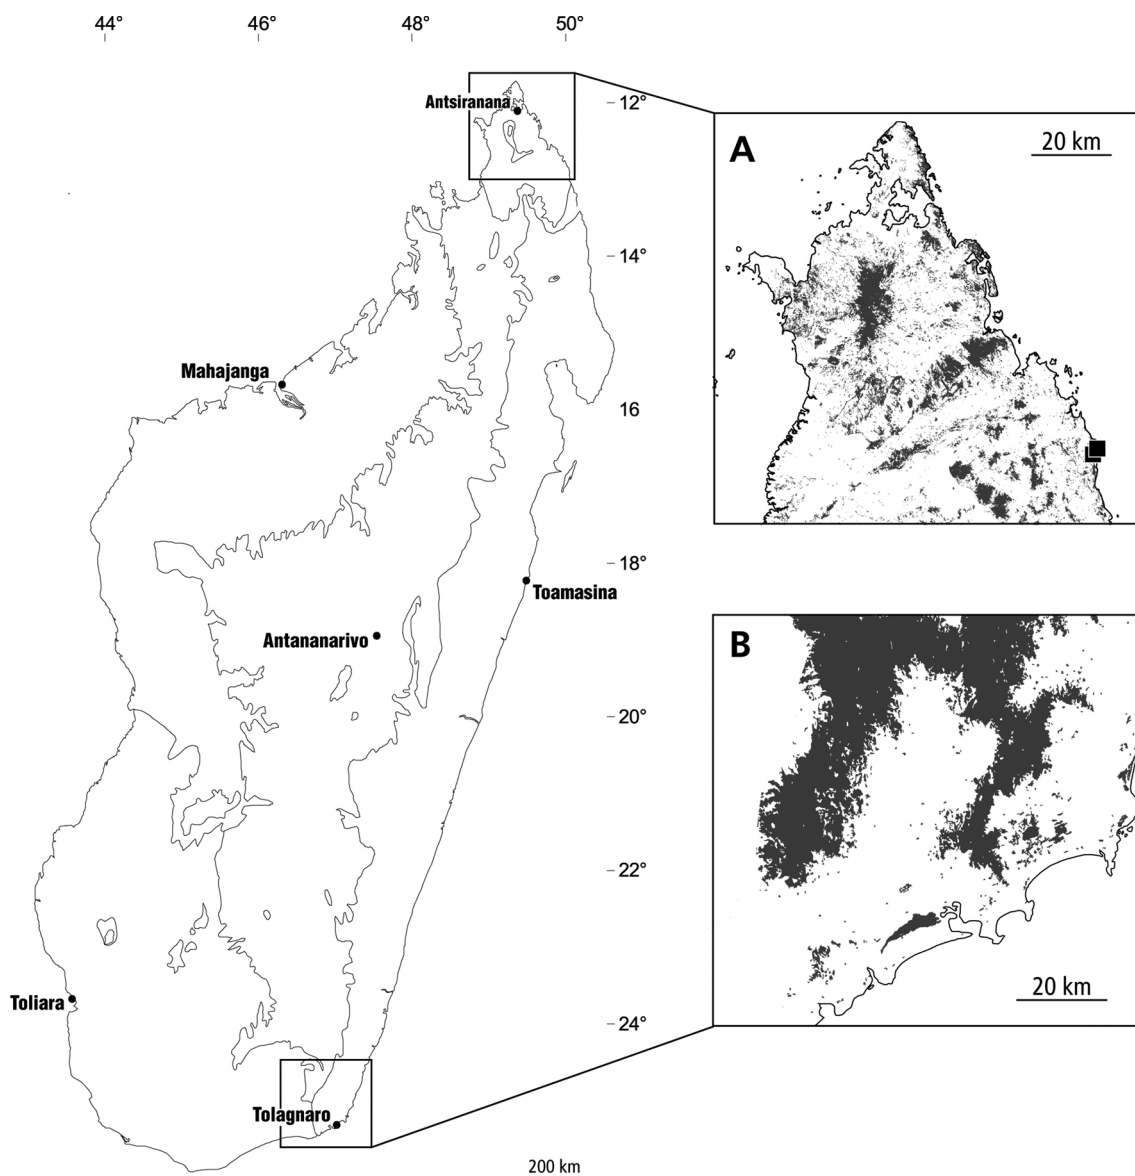 44° 46° 48° 50°
Antsiranana
12°
A
20 km
14°
Mahajanga
16
18°
Toamasina
Antananarivo
B
20°
22°
Toliara
20 km
24°
Tolagnaro
200 km